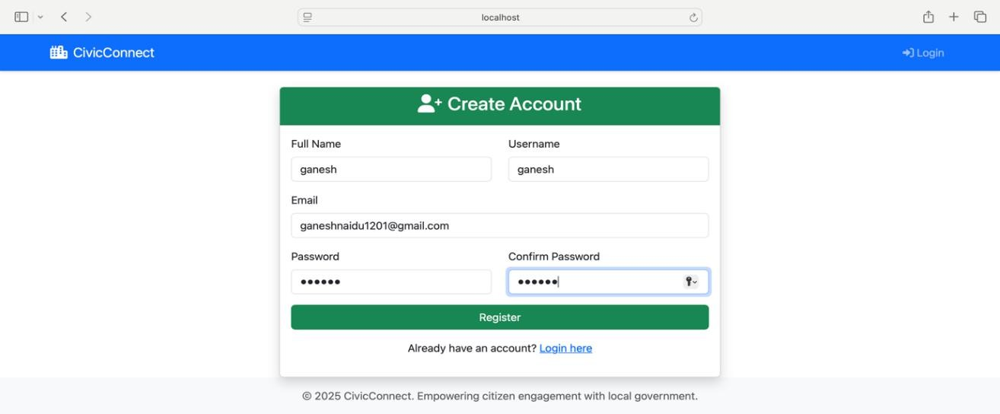 localhost
CivicConnect
Login
Create Account
Full Name Username
ganesh ganesh
Email
ganeshnaidu1201@gmail.com
Password Confirm Password
•••••• ••••••
Register
Already have an account? Login here
© 2025 CivicConnect. Empowering citizen engagement with local government.